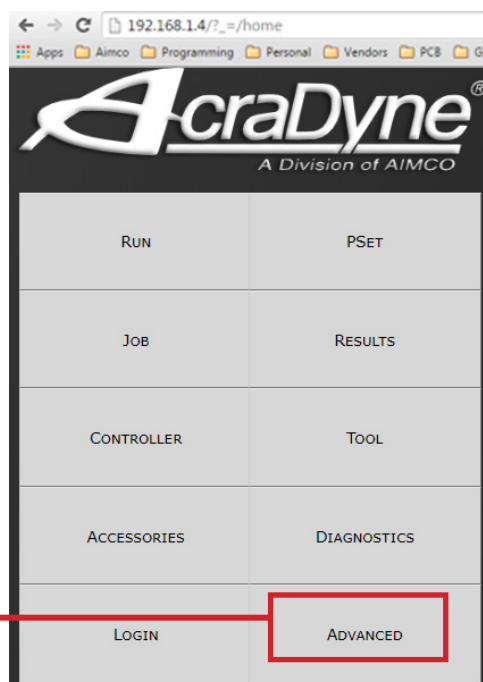 192.168.1.4/?_=/home
Apps Aimco Programming Personal Vendors PCB G
AcraDyne®
A Division of AIMCO
RUN PSET
JOB RESULTS
CONTROLLER TOOL
ACCESSORIES DIAGNOSTICS
LOGIN ADVANCED